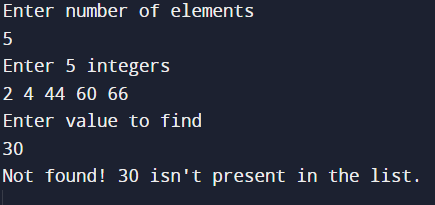 Enter number of elements
5
Enter 5 integers
2 4 44 60 66
Enter value to find
30
Not found! 30 isn't present in the list.